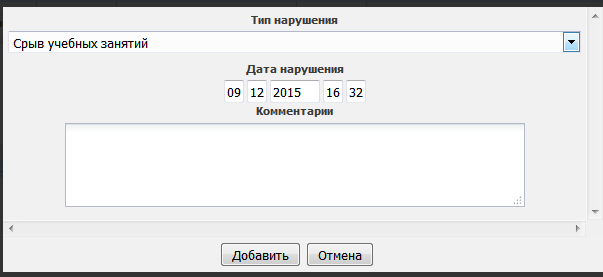 Тип нарушения
Срыв учебных занятий
Дата нарушения
09 12 2015 16 32
Комментарии
Добавить Отмена